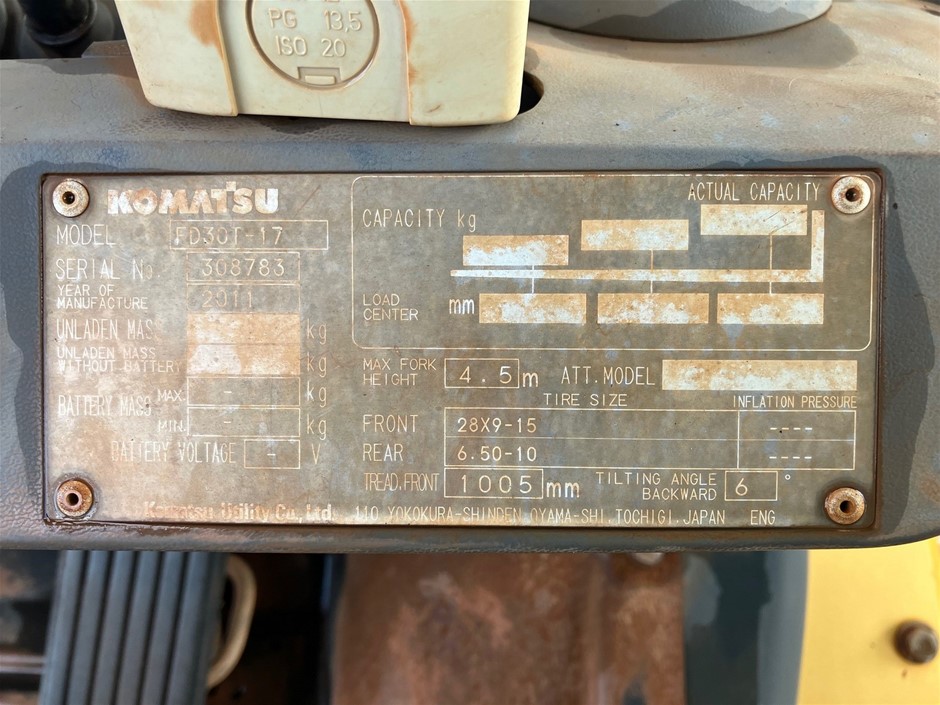 PG 13,5
ISO 20
KOMATSU
MODEL FD30T-17
SERIAL No. 308783
YEAR OF
MANUFACTURE 2011
UNLADEN MASS kg
UNLADEN MASS
WITHOUT BATTERY kg
BATTERY MASS MAX. - kg
MIN. - kg
BATTERY VOLTAGE - V
ACTUAL CAPACITY
CAPACITY kg
LOAD
CENTER mm
MAX FORK
HEIGHT 4.5 m ATT. MODEL
TIRE SIZE INFLATION PRESSURE
FRONT 28X9-15 ----
REAR 6.50-10 ----
TREAD,FRONT 1005 mm TILTING ANGLE
BACKWARD 6 °
Komatsu Utility Co., Ltd. 110 YOKOKURA-SHINDEN OYAMA-SHI, TOCHIGI, JAPAN ENG